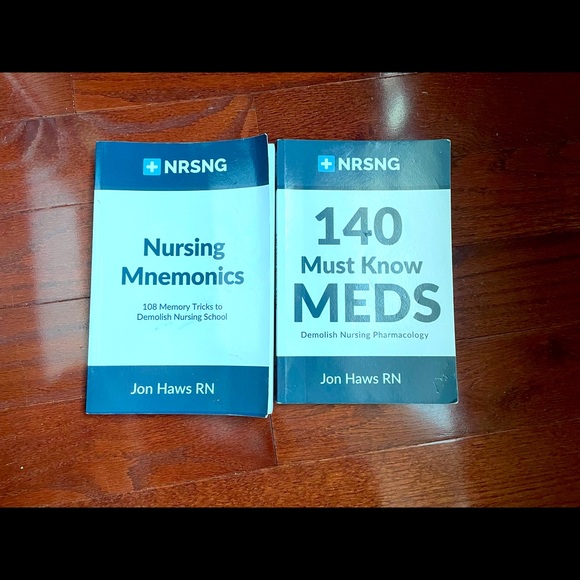 NRSNG
Nursing
Mnemonics
108 Memory Tricks to
Demolish Nursing School
Jon Haws RN
NRSNG
140
Must Know
MEDS
Demolish Nursing Pharmacology
Jon Haws RN